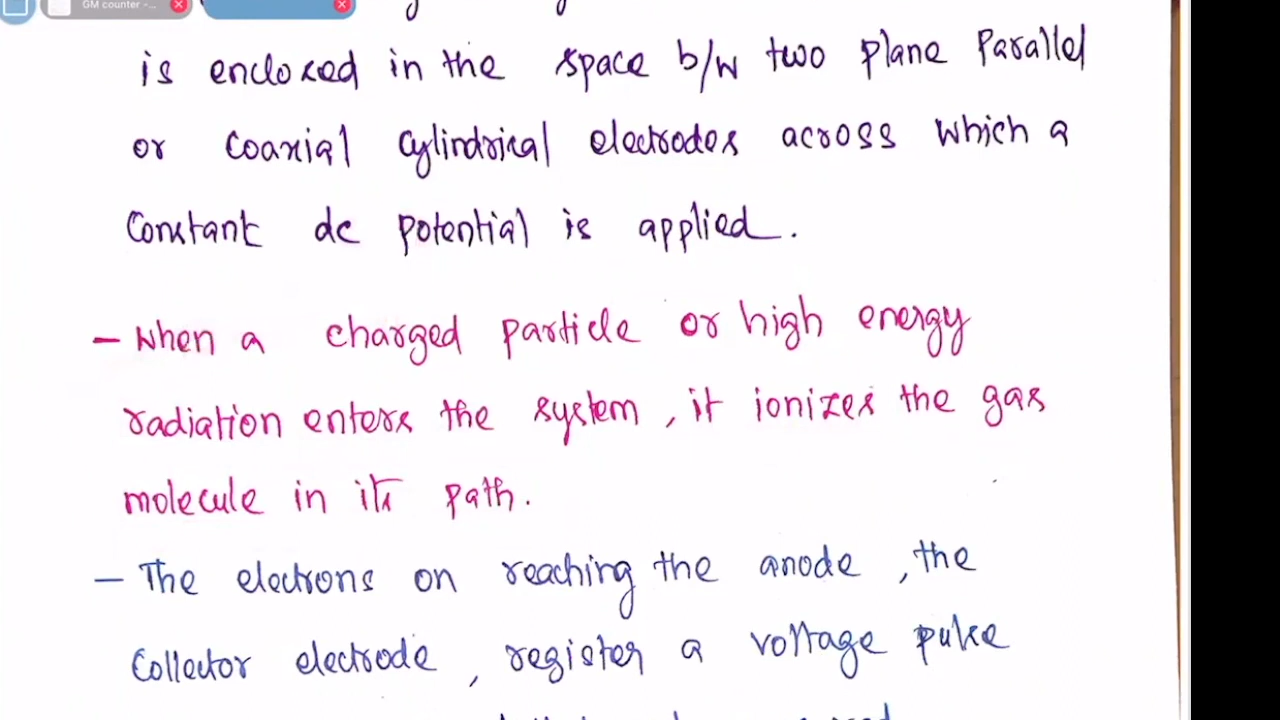 GM counter -...
is enclosed in the space b/w two plane parallel
or coaxial cylindrical electrodes across which a
constant dc potential is applied.
- When a charged particle or high energy
radiation enters the system, it ionizes the gas
molecule in its path.
- The electrons on reaching the anode, the
collector electrode, register a voltage pulse